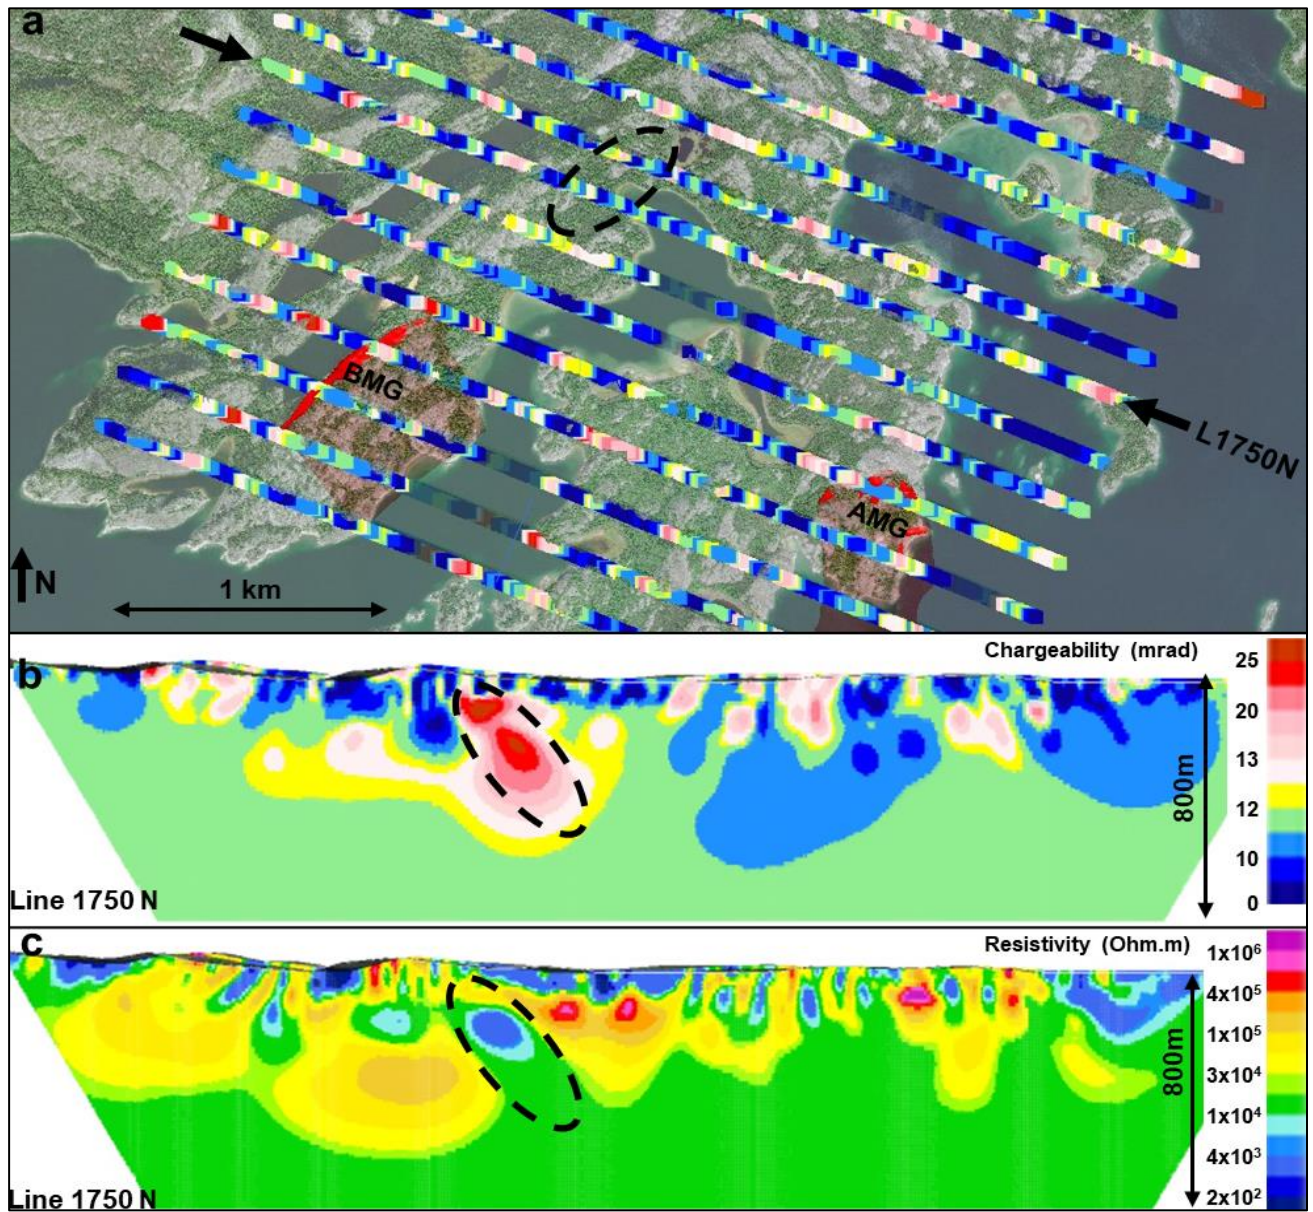 a
L1750N
BMG
AMG
N
1 km
b
Chargeability (mrad)
25
20
13
12
10
0
800m
Line 1750 N
c
Resistivity (Ohm.m)
1x10⁶
4x10⁵
1x10⁵
3x10⁴
1x10⁴
4x10³
2x10²
800m
Line 1750 N